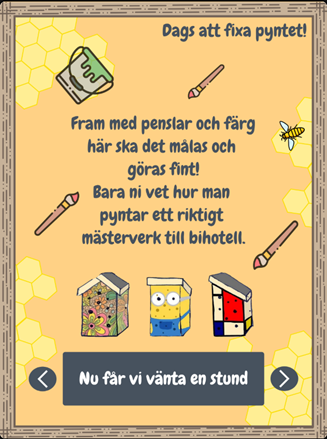 Dags att fixa pyntet!
Fram med penslar och färg
här ska det målas och
göras fint!
Bara ni vet hur man
pyntar ett riktigt
mästerverk till bihotell.
Nu får vi vänta en stund